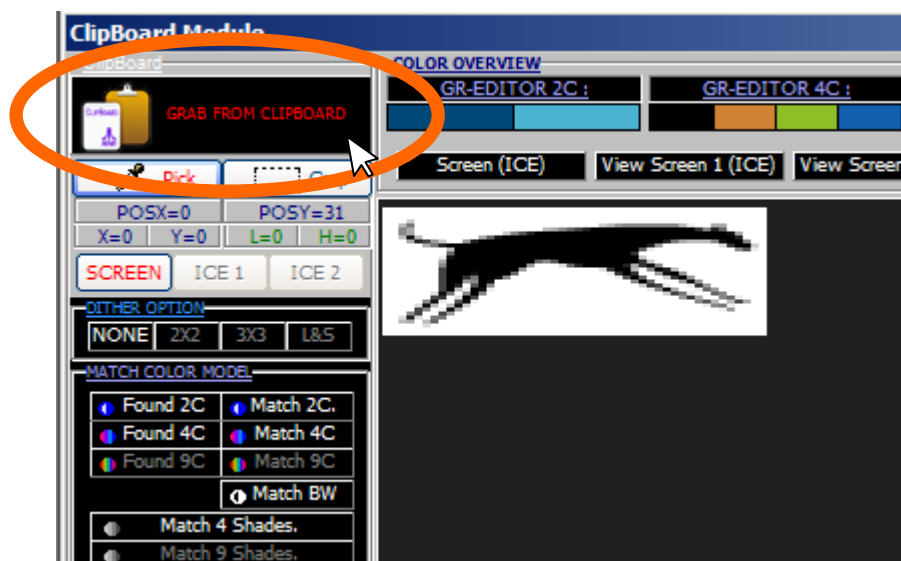 ClipBoard Module
ClipBoard
GRAB FROM CLIPBOARD
Pick
POSX=0 POSY=31
X=0 Y=0 L=0 H=0
SCREEN ICE 1 ICE 2
DITHER OPTION
NONE 2X2 3X3 L&S
MATCH COLOR MODEL
Found 2C Match 2C.
Found 4C Match 4C
Found 9C Match 9C
Match BW
Match 4 Shades.
Match 9 Shades.
COLOR OVERVIEW
GR-EDITOR 2C : GR-EDITOR 4C :
Screen (ICE) View Screen 1 (ICE) View Screen